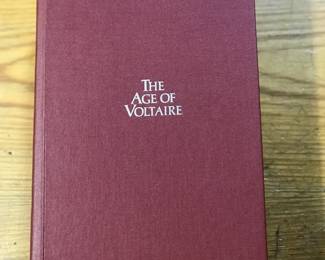 THE
AGE OF
VOLTAIRE